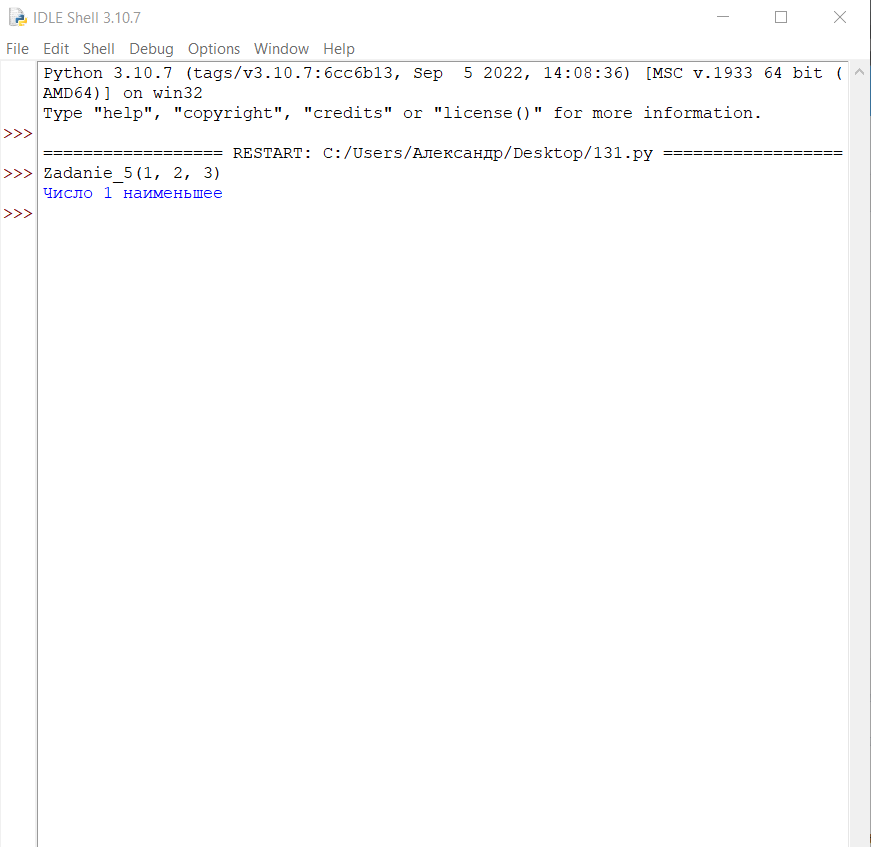 IDLE Shell 3.10.7
File Edit Shell Debug Options Window Help
Python 3.10.7 (tags/v3.10.7:6cc6b13, Sep  5 2022, 14:08:36) [MSC v.1933 64 bit (
AMD64)] on win32
Type "help", "copyright", "credits" or "license()" for more information.
>>>
================== RESTART: C:/Users/Александр/Desktop/131.py ==================
>>> Zadanie_5(1, 2, 3)
Число 1 наименьшее
>>>